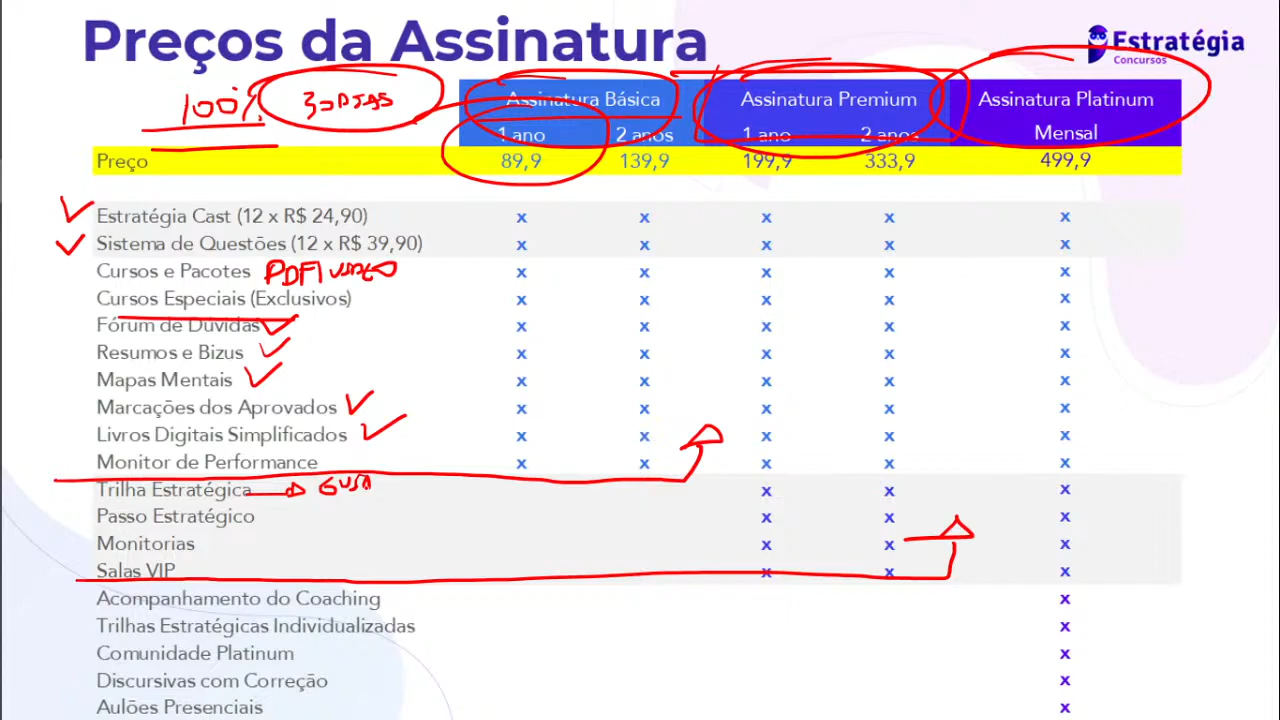 Preços da Assinatura
Estratégia
Concursos
100% 30 DIAS
Assinatura Básica Assinatura Premium Assinatura Platinum
1 ano 2 anos 1 ano 2 anos Mensal
Preço 89,9 139,9 199,9 333,9 499,9
Estratégia Cast (12 x R$ 24,90) x x x x x
Sistema de Questões (12 x R$ 39,90) x x x x x
Cursos e Pacotes PDF/VIDEO x x x x x
Cursos Especiais (Exclusivos) x x x x x
Fórum de Dúvidas x x x x x
Resumos e Bizus x x x x x
Mapas Mentais x x x x x
Marcações dos Aprovados x x x x x
Livros Digitais Simplificados x x x x x
Monitor de Performance x x x x x
Trilha Estratégica x x x
Passo Estratégico x x x
Monitorias x x x
Salas VIP x x x
Acompanhamento do Coaching x
Trilhas Estratégicas Individualizadas x
Comunidade Platinum x
Discursivas com Correção x
Aulões Presenciais x